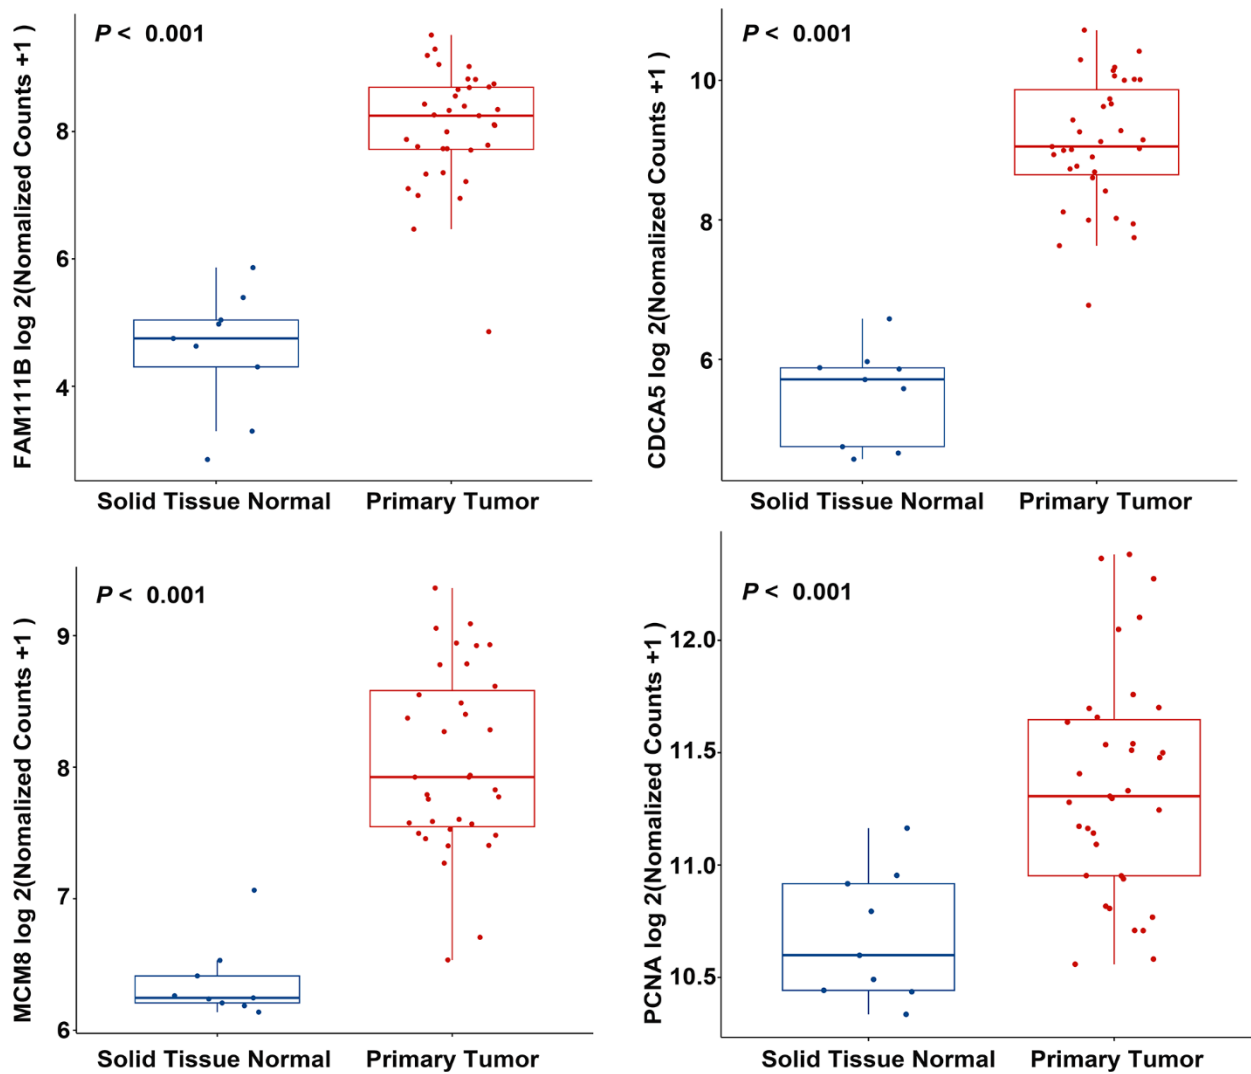 P < 0.001
FAM111B log 2(Nomalized Counts +1 )
8
6
4
Solid Tissue Normal
Primary Tumor
P < 0.001
CDCA5 log 2(Nomalized Counts +1 )
10
8
6
Solid Tissue Normal
Primary Tumor
P < 0.001
MCM8 log 2(Nomalized Counts +1 )
9
8
7
6
Solid Tissue Normal
Primary Tumor
P < 0.001
PCNA log 2(Nomalized Counts +1 )
12.0
11.5
11.0
10.5
Solid Tissue Normal
Primary Tumor